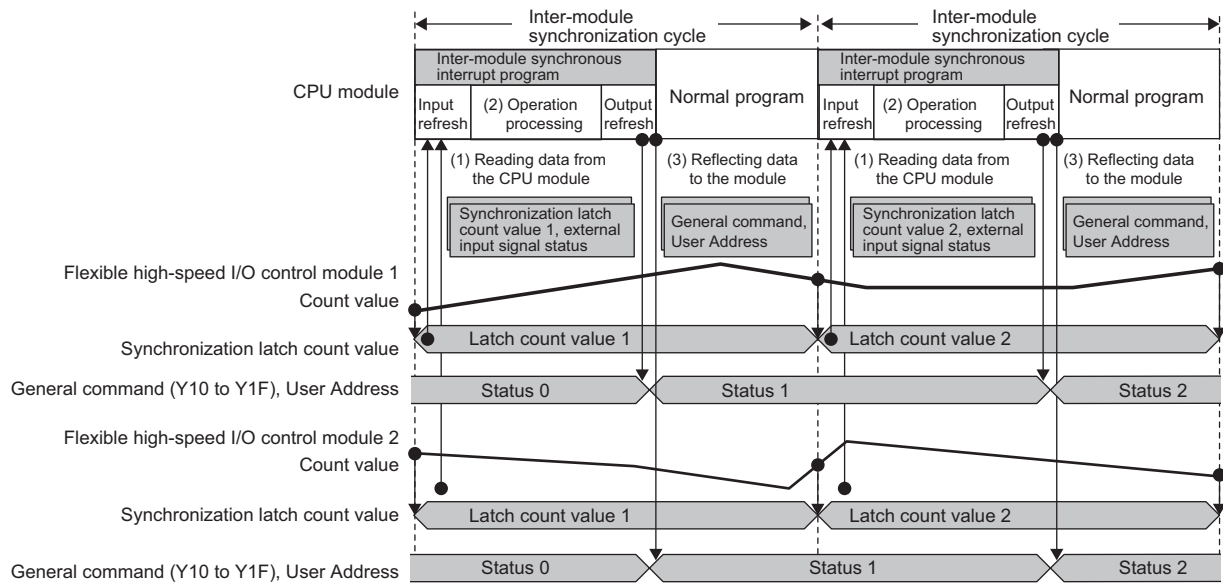 Inter-module
synchronization cycle
Inter-module
synchronization cycle
CPU module
Inter-module synchronous
interrupt program
Input
refresh
(2) Operation
processing
Output
refresh
Normal program
Inter-module synchronous
interrupt program
Input
refresh
(2) Operation
processing
Output
refresh
Normal program
(1) Reading data from
the CPU module
(3) Reflecting data
to the module
(1) Reading data from
the CPU module
(3) Reflecting data
to the module
Synchronization latch
count value 1, external
input signal status
General command,
User Address
Synchronization latch
count value 2, external
input signal status
General command,
User Address
Flexible high-speed I/O control module 1
Count value
Synchronization latch count value
Latch count value 1
Latch count value 2
General command (Y10 to Y1F), User Address
Status 0
Status 1
Status 2
Flexible high-speed I/O control module 2
Count value
Synchronization latch count value
Latch count value 1
Latch count value 2
General command (Y10 to Y1F), User Address
Status 0
Status 1
Status 2